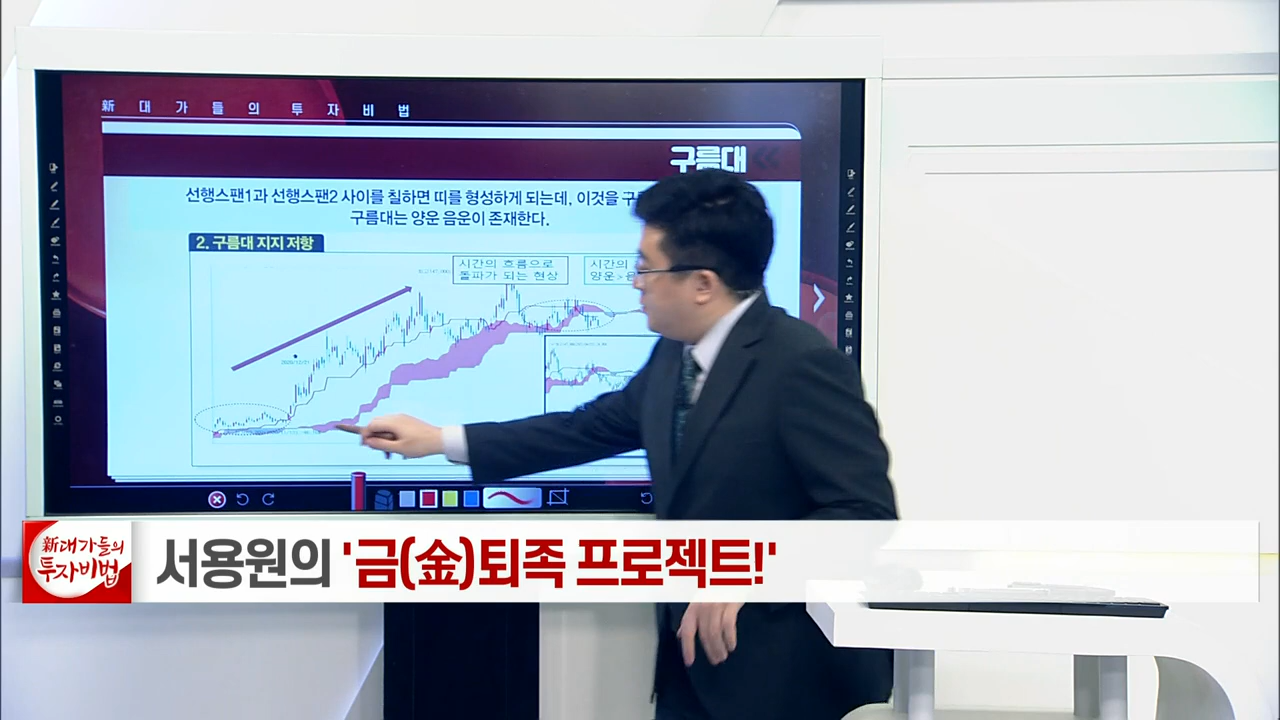 新 대 가 들 의 투 자 비 법
구름대
선행스팬1과 선행스팬2 사이를 칠하면 띠를 형성하게 되는데, 이것을
구름대는 양운 음운이 존재한다.
2. 구름대 지지 저항
시간의 흐름으로
돌파가 되는 현상
시간의
양운>
新대가들의
투자비법
서용원의 '금(金)퇴족 프로젝트!'